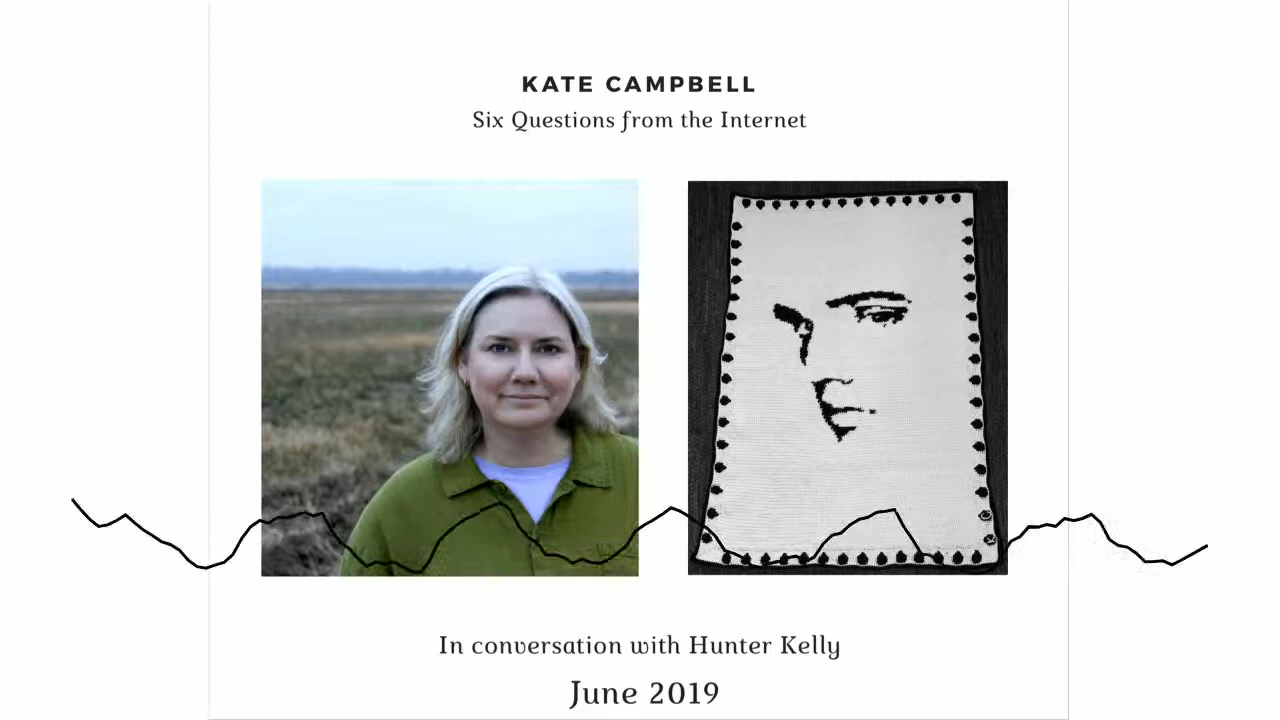 KATE CAMPBELL
Six Questions from the Internet
In conversation with Hunter Kelly
June 2019